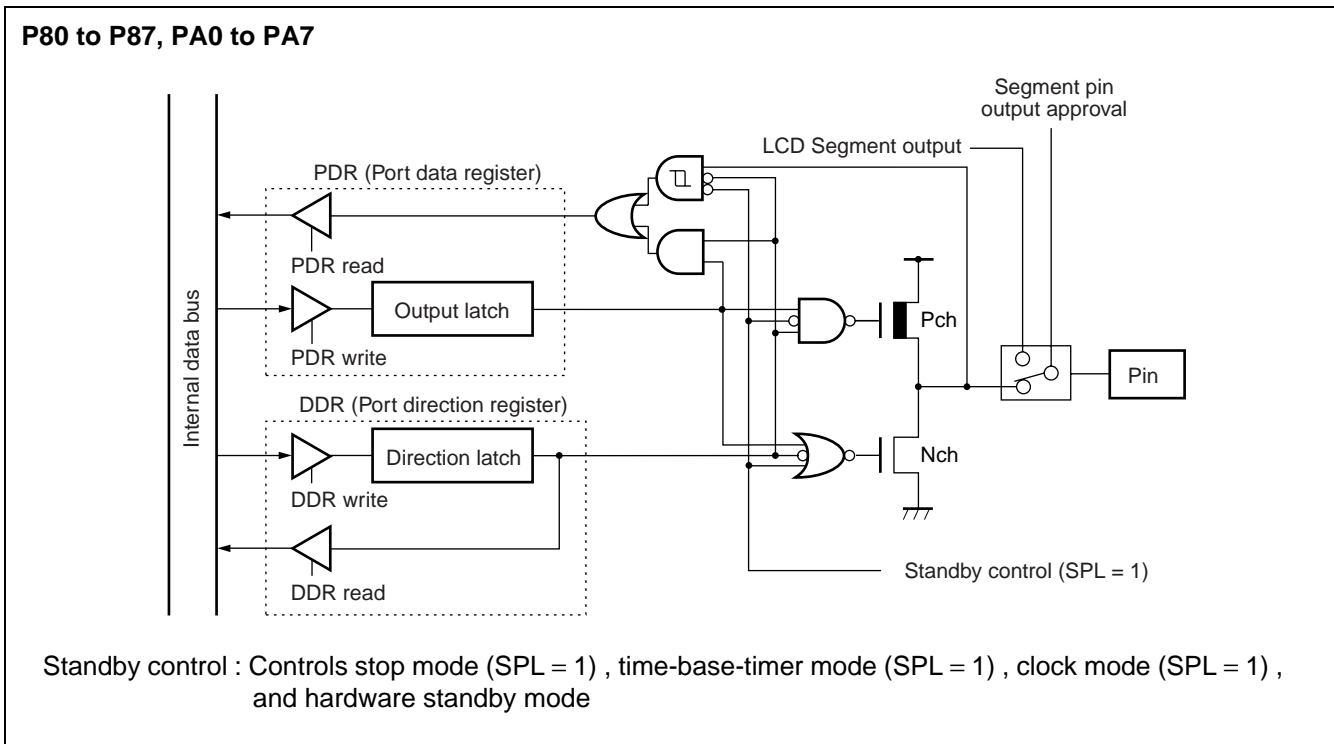 P80 to P87, PA0 to PA7
Segment pin
output approval
LCD Segment output
PDR (Port data register)
PDR read
Output latch
PDR write
Pch
Pin
Internal data bus
DDR (Port direction register)
Direction latch
Nch
DDR write
DDR read
Standby control (SPL = 1)
Standby control : Controls stop mode (SPL = 1) , time-base-timer mode (SPL = 1) , clock mode (SPL = 1) ,
and hardware standby mode